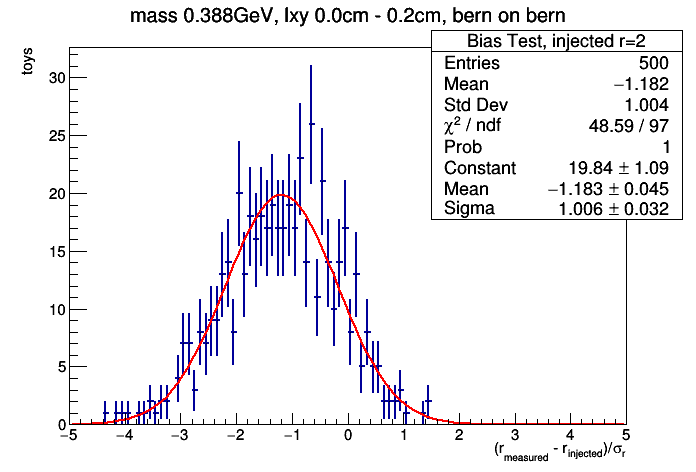 mass 0.388GeV, lxy 0.0cm - 0.2cm, bern on bern
Bias Test, injected r=2
Entries 500
Mean −1.182
Std Dev 1.004
χ² / ndf 48.59 / 97
Prob 1
Constant 19.84 ± 1.09
Mean −1.183 ± 0.045
Sigma 1.006 ± 0.032
toys
30
25
20
15
10
5
0
−5 −4 −3 −2 −1 0 1 2 3 4 5
(r_measured - r_injected)/σ_r